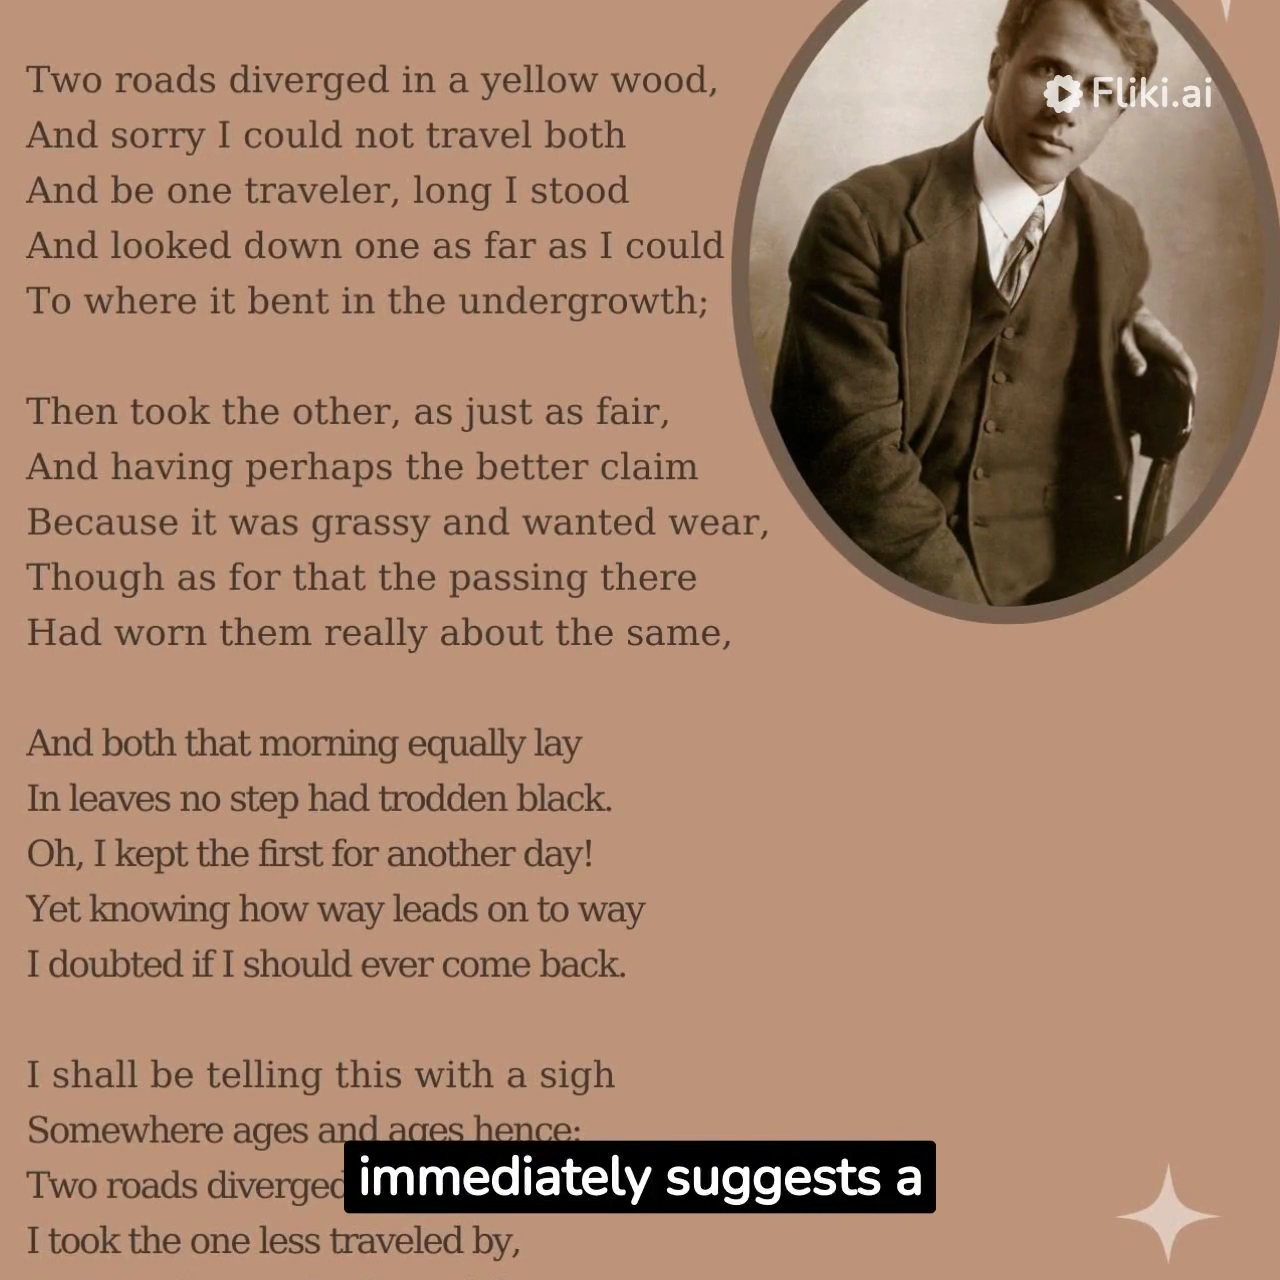 Fliki.ai
Two roads diverged in a yellow wood,
And sorry I could not travel both
And be one traveler, long I stood
And looked down one as far as I could
To where it bent in the undergrowth;
Then took the other, as just as fair,
And having perhaps the better claim
Because it was grassy and wanted wear,
Though as for that the passing there
Had worn them really about the same,
And both that morning equally lay
In leaves no step had trodden black.
Oh, I kept the first for another day!
Yet knowing how way leads on to way
I doubted if I should ever come back.
I shall be telling this with a sigh
Somewhere ages and ages hence:
Two roads diverged
immediately suggests a
I took the one less traveled by,